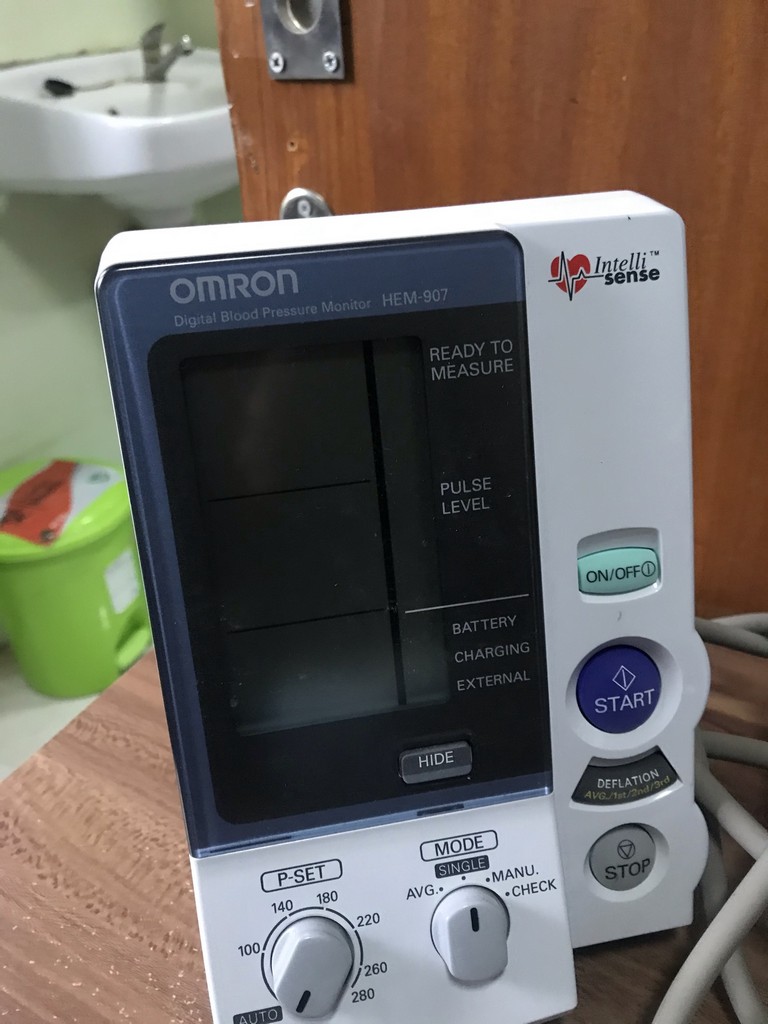 OMRON
Digital Blood Pressure Monitor HEM-907
Intelli™
sense
READY TO
MEASURE
PULSE
LEVEL
BATTERY
CHARGING
EXTERNAL
HIDE
ON/OFF
START
DEFLATION
AVG./1st/2nd/3rd
STOP
P-SET
140 180
100 220
260
AUTO 280
MODE
SINGLE
AVG. MANU.
CHECK